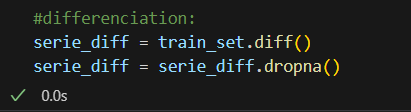 #differenciation:
serie_diff = train_set.diff()
serie_diff = serie_diff.dropna()
0.0s